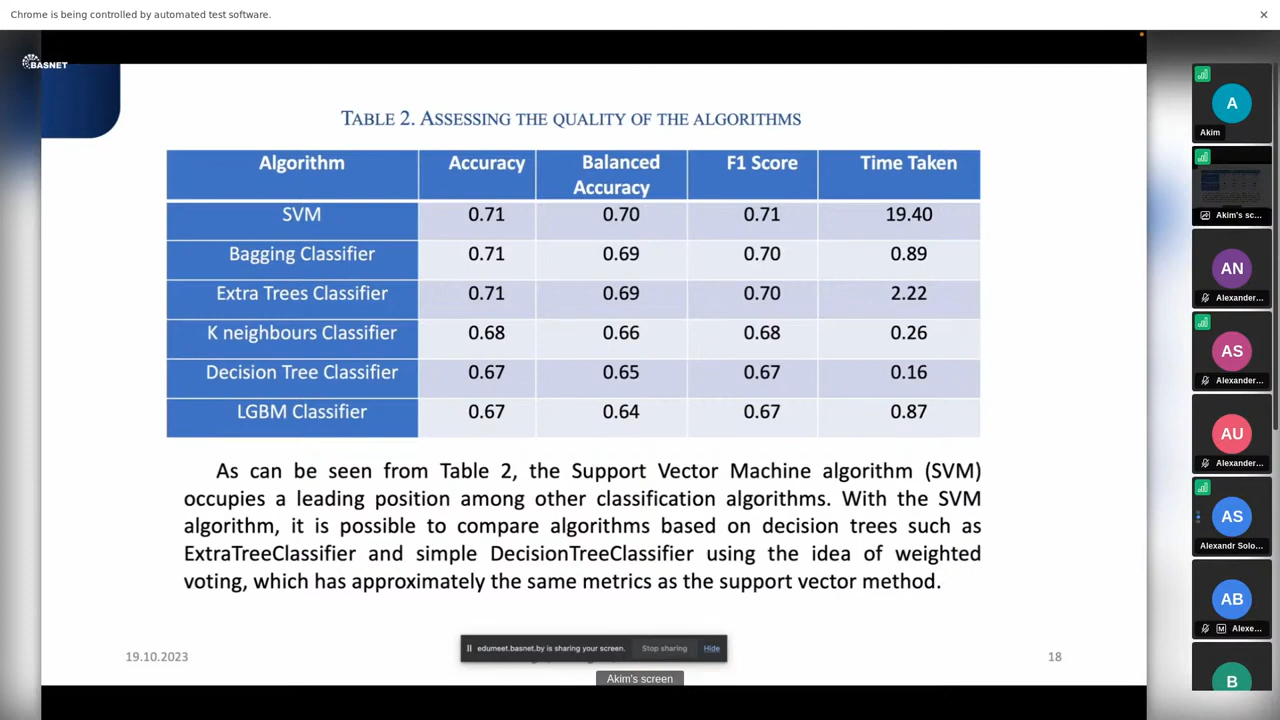 Chrome is being controlled by automated test software.
BASNET
TABLE 2. ASSESSING THE QUALITY OF THE ALGORITHMS
Algorithm Accuracy Balanced Accuracy F1 Score Time Taken
SVM 0.71 0.70 0.71 19.40
Bagging Classifier 0.71 0.69 0.70 0.89
Extra Trees Classifier 0.71 0.69 0.70 2.22
K neighbours Classifier 0.68 0.66 0.68 0.26
Decision Tree Classifier 0.67 0.65 0.67 0.16
LGBM Classifier 0.67 0.64 0.67 0.87
As can be seen from Table 2, the Support Vector Machine algorithm (SVM)
occupies a leading position among other classification algorithms. With the SVM
algorithm, it is possible to compare algorithms based on decision trees such as
ExtraTreeClassifier and simple DecisionTreeClassifier using the idea of weighted
voting, which has approximately the same metrics as the support vector method.
edumeet.basnet.by is sharing your screen. Stop sharing Hide
19.10.2023
18
Akim's screen
A
Akim
Akim's sc...
AN
Alexander...
AS
Alexander...
AU
Alexander...
AS
Alexandr Solo...
AB
M Alexe...
B